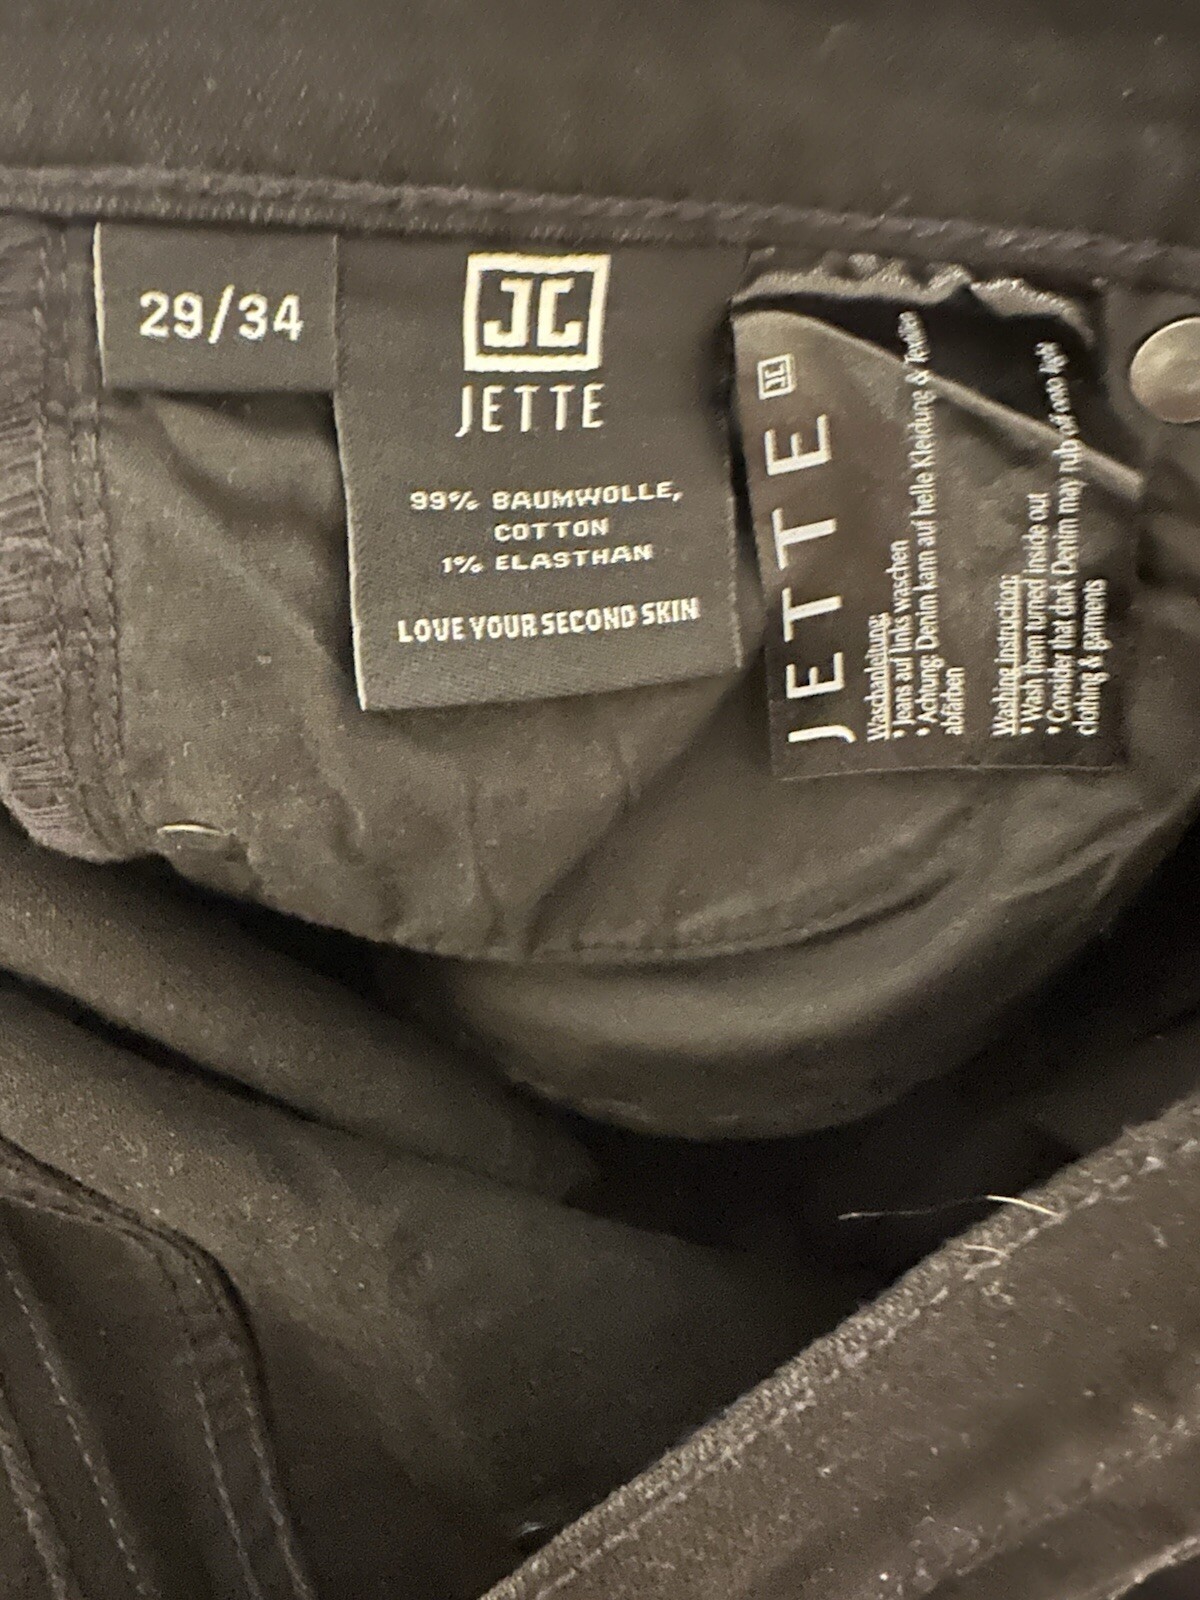 29/34
JETTE
99% BAUMWOLLE,
COTTON
1% ELASTHAN
LOVE YOUR SECOND SKIN
JETTE
Waschanleitung:
• Jeans auf links waschen
• Achtung: Denim kann auf helle Kleidung & Textilien
abfärben
Washing instruction:
• Wash them turned inside out
• Consider that dark Denim may rub off onto light
clothing & garments